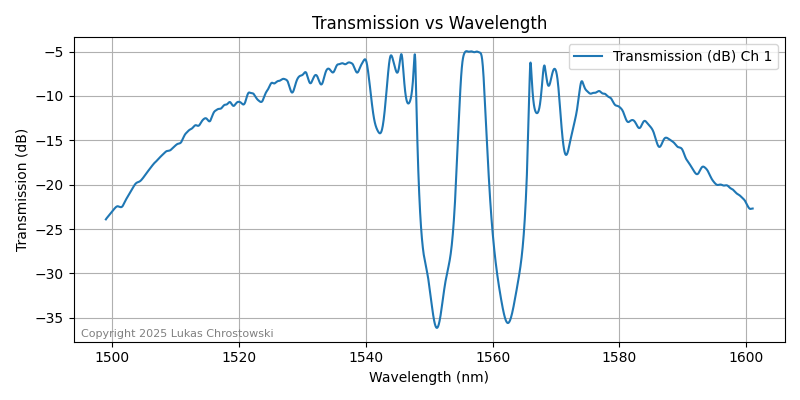 Transmission vs Wavelength
Transmission (dB)
−5
−10
−15
−20
−25
−30
−35
Transmission (dB) Ch 1
Copyright 2025 Lukas Chrostowski
1500 1520 1540 1560 1580 1600
Wavelength (nm)